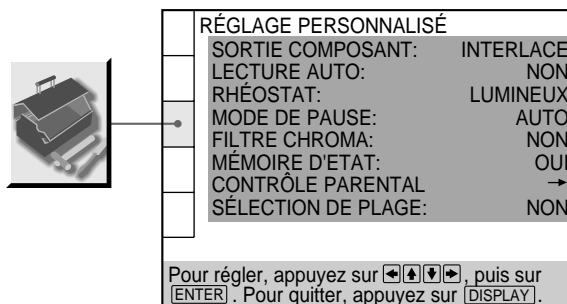 RÉGLAGE PERSONNALISÉ
SORTIE COMPOSANT: INTERLACE
LECTURE AUTO: NON
RHÉOSTAT: LUMINEUX
MODE DE PAUSE: AUTO
FILTRE CHROMA: NON
MÉMOIRE D'ETAT: OUI
CONTRÔLE PARENTAL →
SÉLECTION DE PLAGE: NON
Pour régler, appuyez sur ←↑↓→, puis sur
ENTER. Pour quitter, appuyez sur DISPLAY.